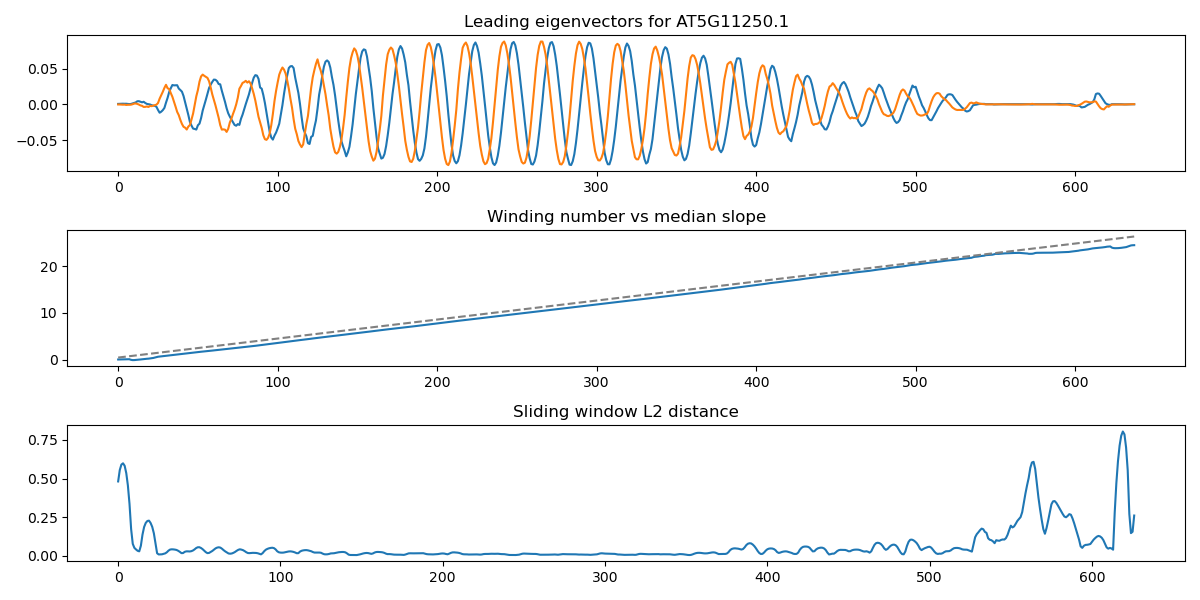 Leading eigenvectors for AT5G11250.1
0.05
0.00
−0.05
0 100 200 300 400 500 600
Winding number vs median slope
20
10
0
0 100 200 300 400 500 600
Sliding window L2 distance
0.75
0.50
0.25
0.00
0 100 200 300 400 500 600